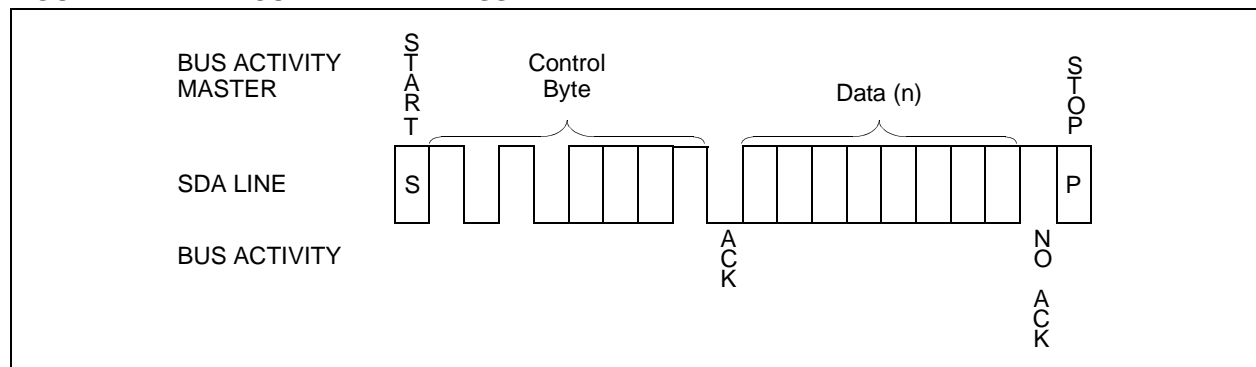 BUS ACTIVITY
MASTER
START
Control
Byte
Data (n)
STOP
SDA LINE
S
P
BUS ACTIVITY
ACK
NO ACK